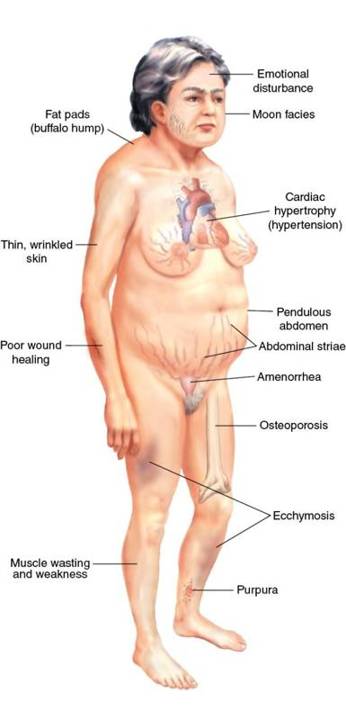 Emotional
disturbance
Fat pads
(buffalo hump)
Moon facies
Cardiac
hypertrophy
(hypertension)
Thin, wrinkled
skin
Pendulous
abdomen
Poor wound
healing
Abdominal striae
Amenorrhea
Osteoporosis
Ecchymosis
Muscle wasting
and weakness
Purpura